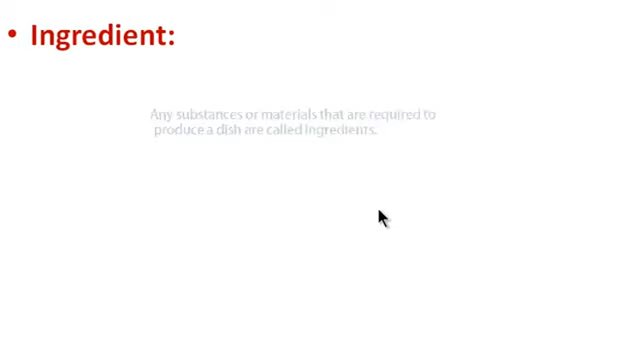 • Ingredient:
Any substances or materials that are required to
produce a dish are called ingredients.